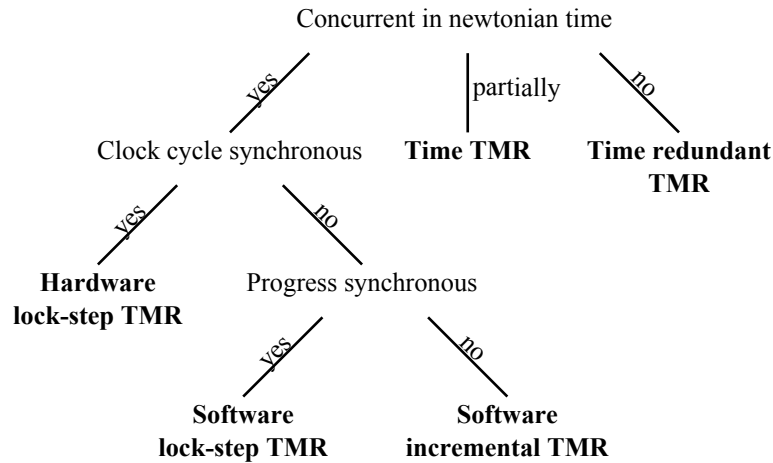 Concurrent in newtonian time
yes
partially
no
Clock cycle synchronous
Time TMR
Time redundant
TMR
yes
no
Hardware
lock-step TMR
Progress synchronous
yes
no
Software
lock-step TMR
Software
incremental TMR